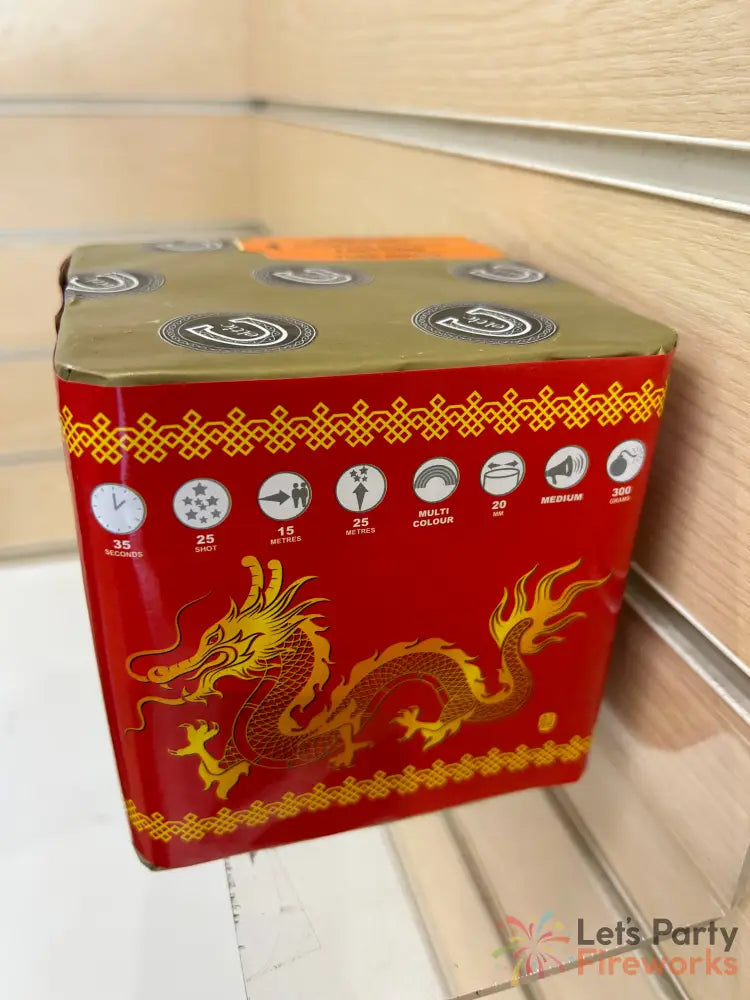 35
SECONDS
25
SHOT
15
METRES
25
METRES
MULTI
COLOUR
20
MM
MEDIUM
300
GRAMS
Let's Party
Fireworks